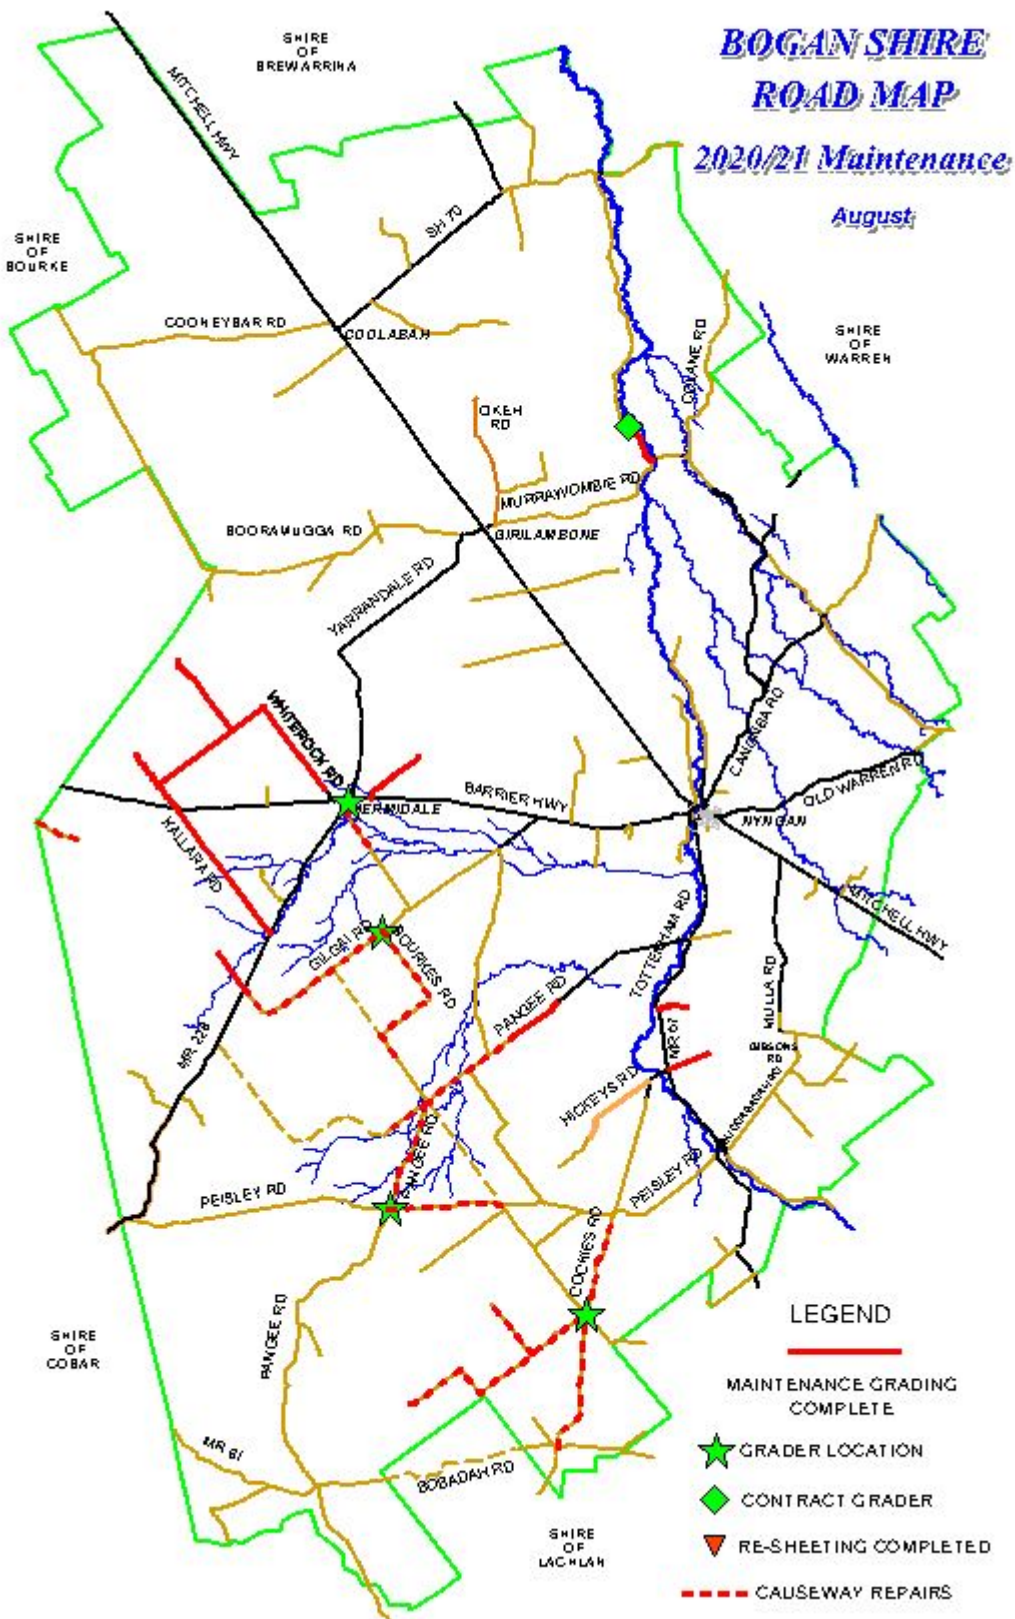 BOGAN SHIRE
ROAD MAP
2020/21 Maintenance
August
SHIRE
OF
BREWARRINA
MITCHELL HWY
SH 70
SHIRE
OF
BOURKE
COONEYBAR RD
COOLABAH
SHIRE
OF
WARREN
OKEH
RD
MURRAWOMBIE RD
BOORAMUGGA RD
GIRILAMBONE
YARRANDALE RD
WHITEROCK RD
CANONBA RD
BARRIER HWY
OLD WARREN RD
HERMIDALE
NYNGAN
KALLARA RD
MITCHELL HWY
GILGAI RD
BOURKES RD
TOTTENHAM RD
PANGEE RD
MULLA RD
MR 228
MR 67
GIBSONS
RD
HICKEYS RD
PANGEE RD
PEISLEY RD
PEISLEY RD
COCKIES RD
PANGEE RD
SHIRE
OF
COBAR
MR 61
BOBADAH RD
SHIRE
OF
LACHLAN
LEGEND
MAINTENANCE GRADING
COMPLETE
GRADER LOCATION
CONTRACT GRADER
RE-SHEETING COMPLETED
CAUSEWAY REPAIRS